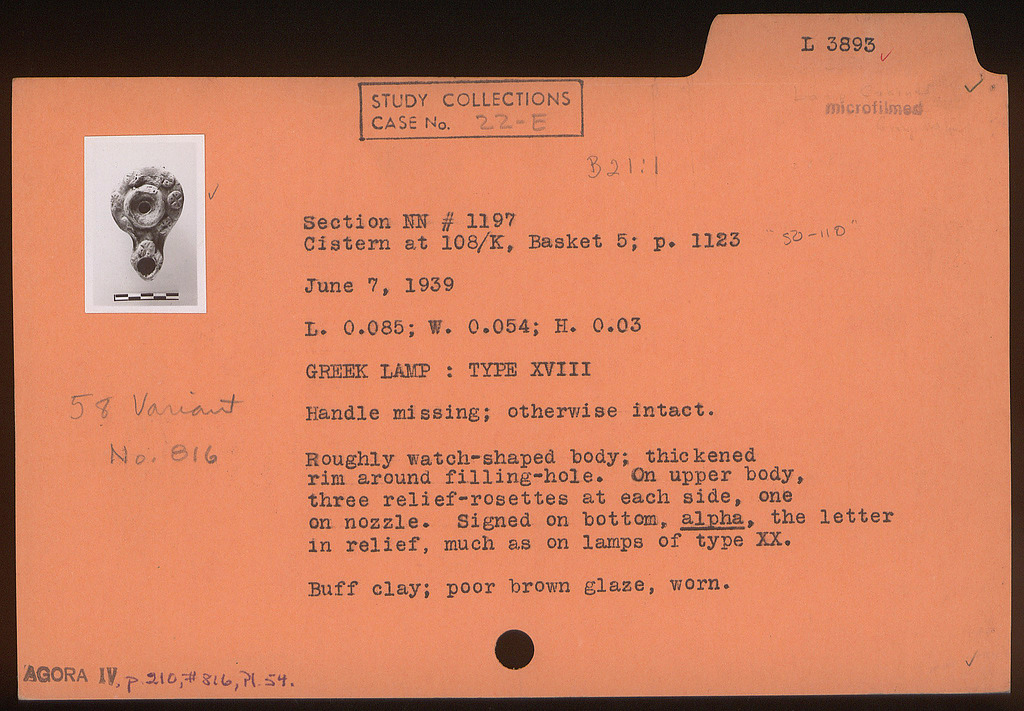 L 3893
STUDY COLLECTIONS
CASE No. 22-E
microfilmed
B 21:1
Section NN # 1197
Cistern at 108/K, Basket 5; p. 1123 "SO-110"
June 7, 1939
L. 0.085; W. 0.054; H. 0.03
GREEK LAMP : TYPE XVIII
58 Variant
No. 816
Handle missing; otherwise intact.
Roughly watch-shaped body; thickened
rim around filling-hole. On upper body,
three relief-rosettes at each side, one
on nozzle. Signed on bottom, alpha, the letter
in relief, much as on lamps of type XX.
Buff clay; poor brown glaze, worn.
AGORA IV, p. 210, # 816, Pl. 54.